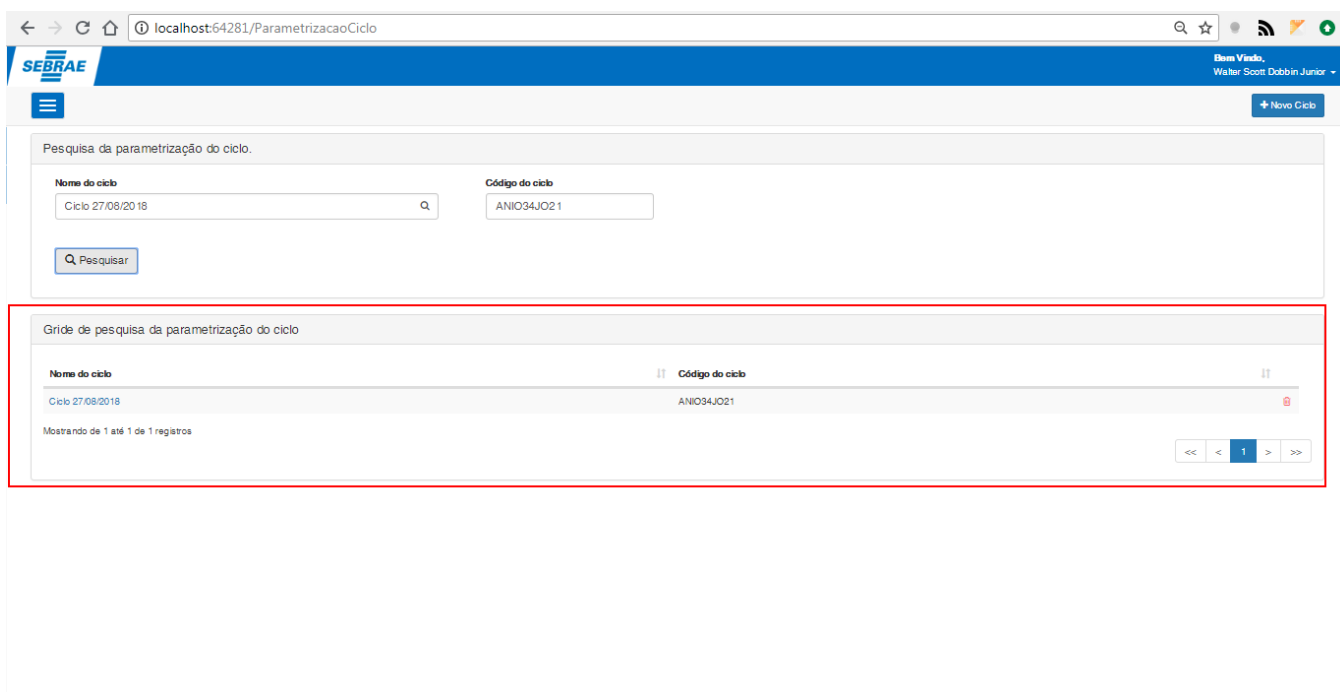 localhost:64281/ParametrizacaoCiclo
SEBRAE
Bem Vindo,
Walter Scott Dobbin Junior
+ Novo Ciclo
Pesquisa da parametrização do ciclo.
Nome do ciclo
Código do ciclo
Ciclo 27/08/2018
ANIO34JO21
Pesquisar
Gride de pesquisa da parametrização do ciclo
Nome do ciclo
Código do ciclo
Ciclo 27/08/2018
ANIO34JO21
Mostrando de 1 até 1 de 1 registros
<< < 1 > >>